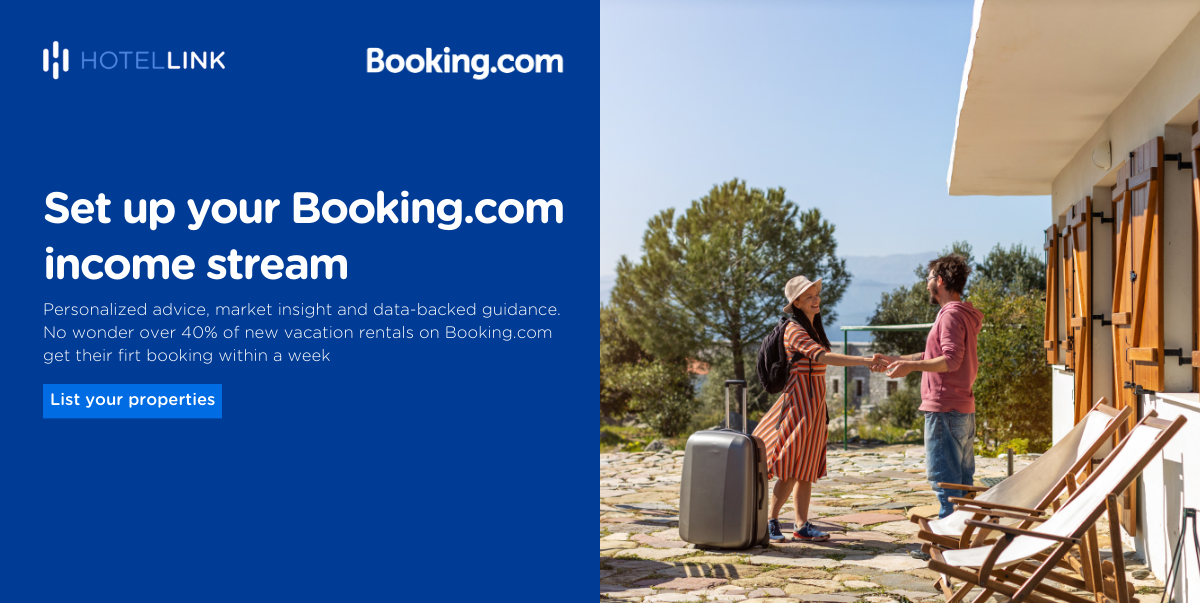 HOTELLINK
Booking.com
Set up your Booking.com
income stream
Personalized advice, market insight and data-backed guidance.
No wonder over 40% of new vacation rentals on Booking.com
get their firt booking within a week
List your properties